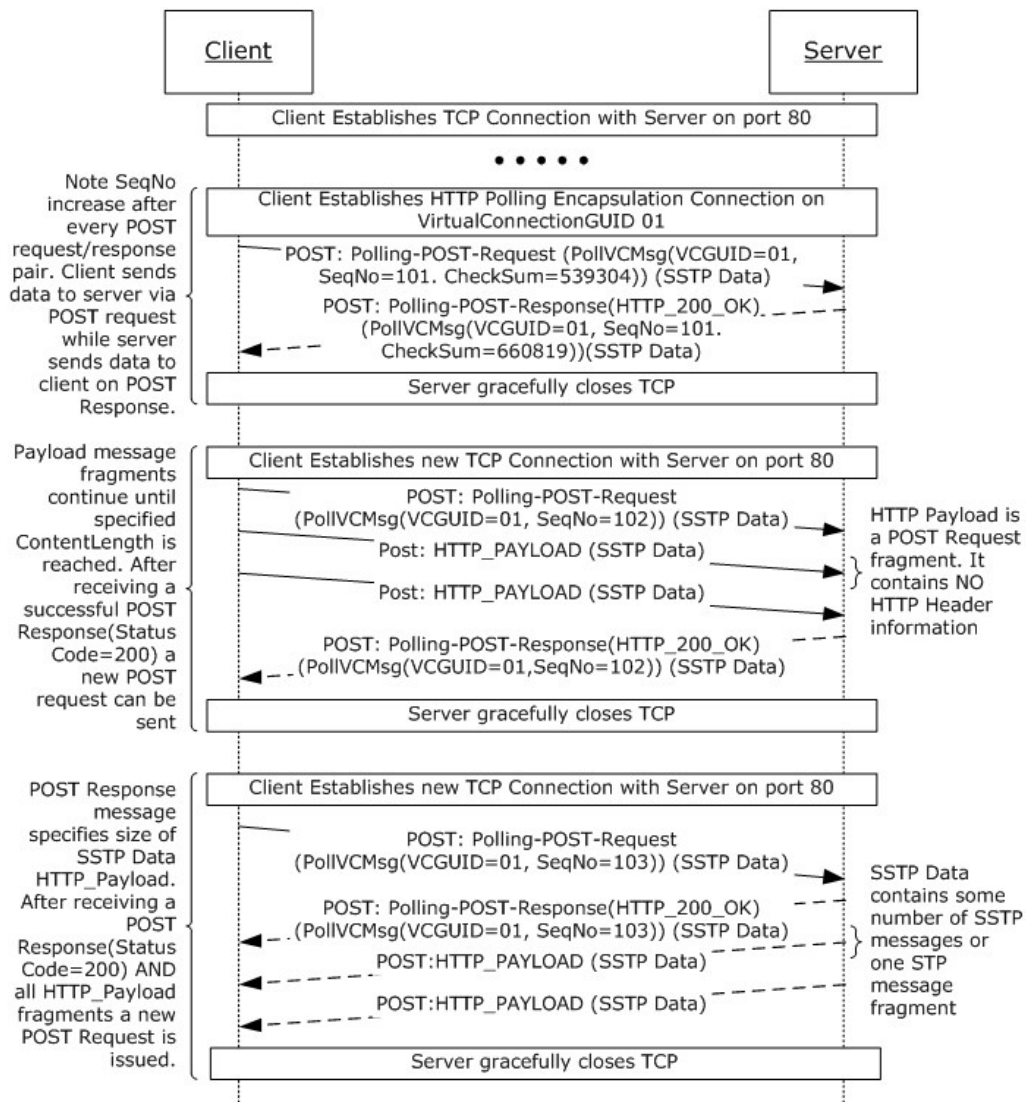 Client
Server
Client Establishes TCP Connection with Server on port 80
Note SeqNo
increase after
every POST
request/response
pair. Client sends
data to server via
POST request
while server
sends data to
client on POST
Response.
Client Establishes HTTP Polling Encapsulation Connection on
VirtualConnectionGUID 01
POST: Polling-POST-Request (PollVCMsg(VCGUID=01,
SeqNo=101. CheckSum=539304)) (SSTP Data)
POST: Polling-POST-Response(HTTP_200_OK)
(PollVCMsg(VCGUID=01, SeqNo=101.
CheckSum=660819))(SSTP Data)
Server gracefully closes TCP
Payload message
fragments
continue until
specified
ContentLength is
reached. After
receiving a
successful POST
Response(Status
Code=200) a
new POST
request can be
sent
Client Establishes new TCP Connection with Server on port 80
POST: Polling-POST-Request
(PollVCMsg(VCGUID=01, SeqNo=102)) (SSTP Data)
Post: HTTP_PAYLOAD (SSTP Data)
Post: HTTP_PAYLOAD (SSTP Data)
POST: Polling-POST-Response(HTTP_200_OK)
(PollVCMsg(VCGUID=01,SeqNo=102)) (SSTP Data)
HTTP Payload is
a POST Request
fragment. It
contains NO
HTTP Header
information
Server gracefully closes TCP
POST Response
message
specifies size of
SSTP Data
HTTP_Payload.
After receiving a
POST
Response(Status
Code=200) AND
all HTTP_Payload
fragments a new
POST Request is
issued.
Client Establishes new TCP Connection with Server on port 80
POST: Polling-POST-Request
(PollVCMsg(VCGUID=01, SeqNo=103)) (SSTP Data)
POST: Polling-POST-Response(HTTP_200_OK)
(PollVCMsg(VCGUID=01, SeqNo=103)) (SSTP Data)
POST:HTTP_PAYLOAD (SSTP Data)
POST:HTTP_PAYLOAD (SSTP Data)
SSTP Data
contains some
number of SSTP
messages or
one STP
message
fragment
Server gracefully closes TCP